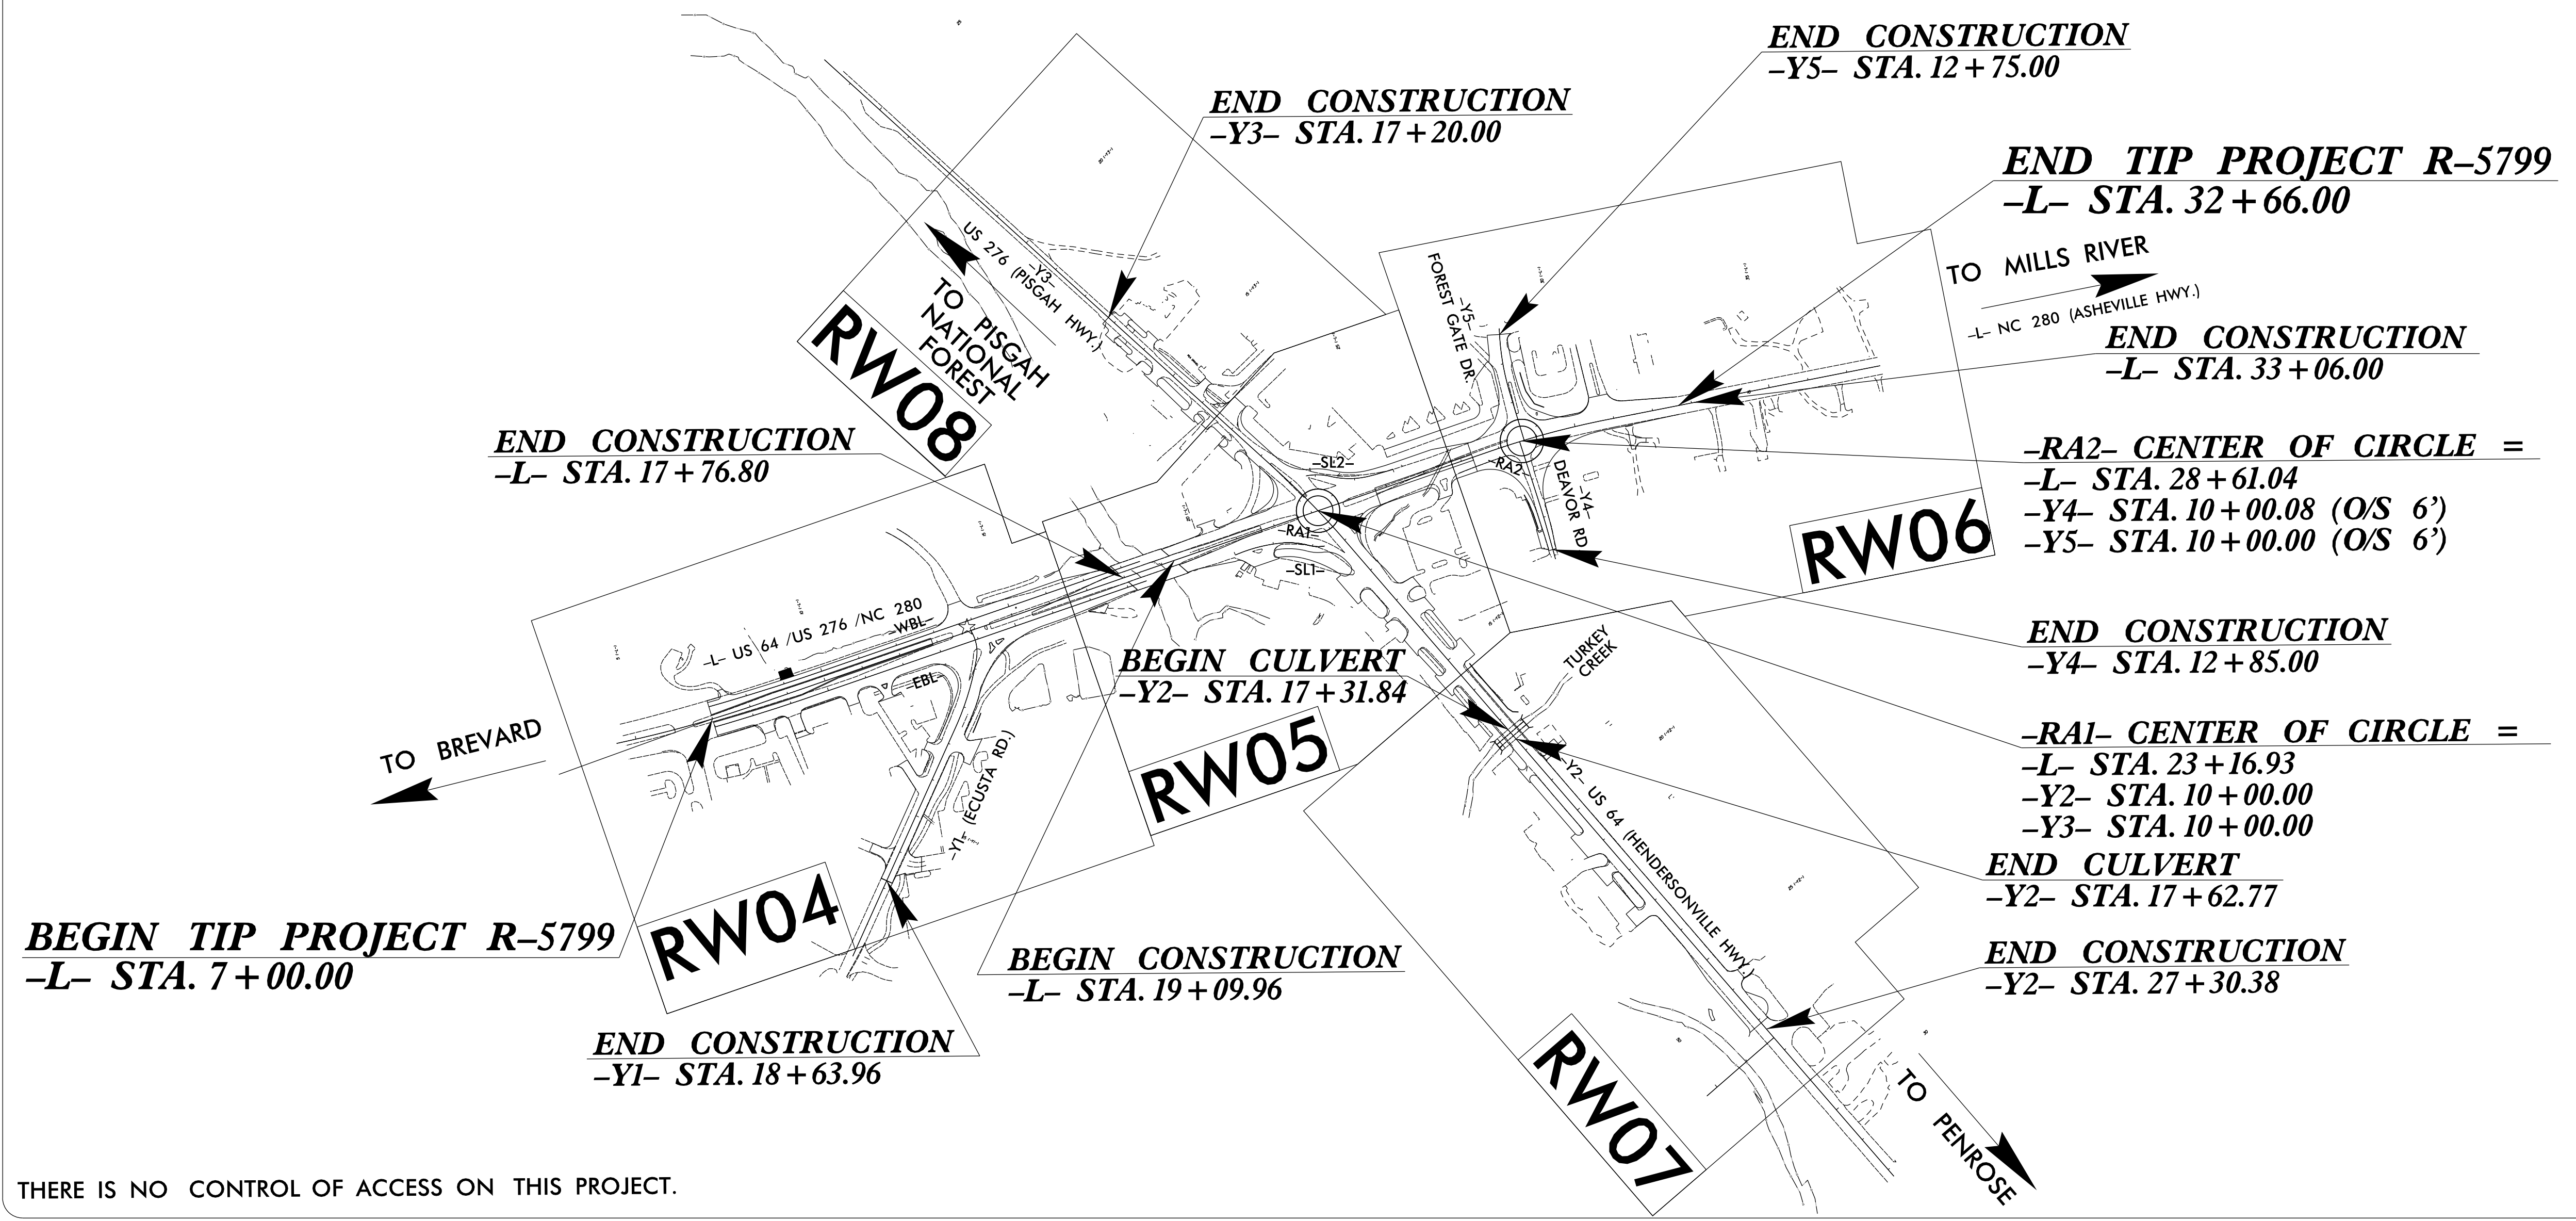 END CONSTRUCTION
–Y5– STA. 12+75.00
END CONSTRUCTION
–Y3– STA. 17+20.00
END TIP PROJECT R–5799
–L– STA. 32+66.00
TO MILLS RIVER
–L– NC 280 (ASHEVILLE HWY.)
END CONSTRUCTION
–L– STA. 33+06.00
US 276 (PISGAH HWY.)
–Y3–
TO PISGAH
NATIONAL
FOREST
RW08
FOREST GATE DR.
–Y5–
END CONSTRUCTION
–L– STA. 17+76.80
–SL2–
–RA2–
–Y4–
DEAVOR RD
–RA2– CENTER OF CIRCLE =
–L– STA. 28+61.04
–Y4– STA. 10+00.08 (O/S 6')
–Y5– STA. 10+00.00 (O/S 6')
RW06
–RA1–
–SL1–
–L– US 64 /US 276 /NC 280
–WBL–
–EBL–
END CONSTRUCTION
–Y4– STA. 12+85.00
BEGIN CULVERT
–Y2– STA. 17+31.84
TURKEY
CREEK
TO BREVARD
RW05
–Y1– (ECUSTA RD.)
–RA1– CENTER OF CIRCLE =
–L– STA. 23+16.93
–Y2– STA. 10+00.00
–Y3– STA. 10+00.00
–Y2– US 64 (HENDERSONVILLE HWY.)
END CULVERT
–Y2– STA. 17+62.77
RW04
BEGIN TIP PROJECT R–5799
–L– STA. 7+00.00
BEGIN CONSTRUCTION
–L– STA. 19+09.96
END CONSTRUCTION
–Y2– STA. 27+30.38
END CONSTRUCTION
–Y1– STA. 18+63.96
RW07
TO PENROSE
THERE IS NO CONTROL OF ACCESS ON THIS PROJECT.